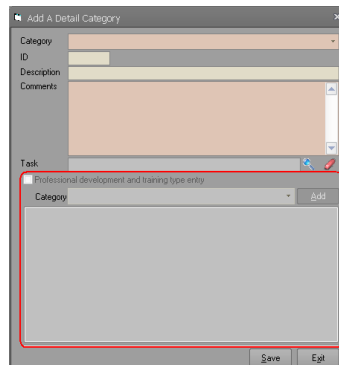 Add A Detail Category
Category
ID
Description
Comments
Task
Professional development and training type entry
Category Add
Save Exit